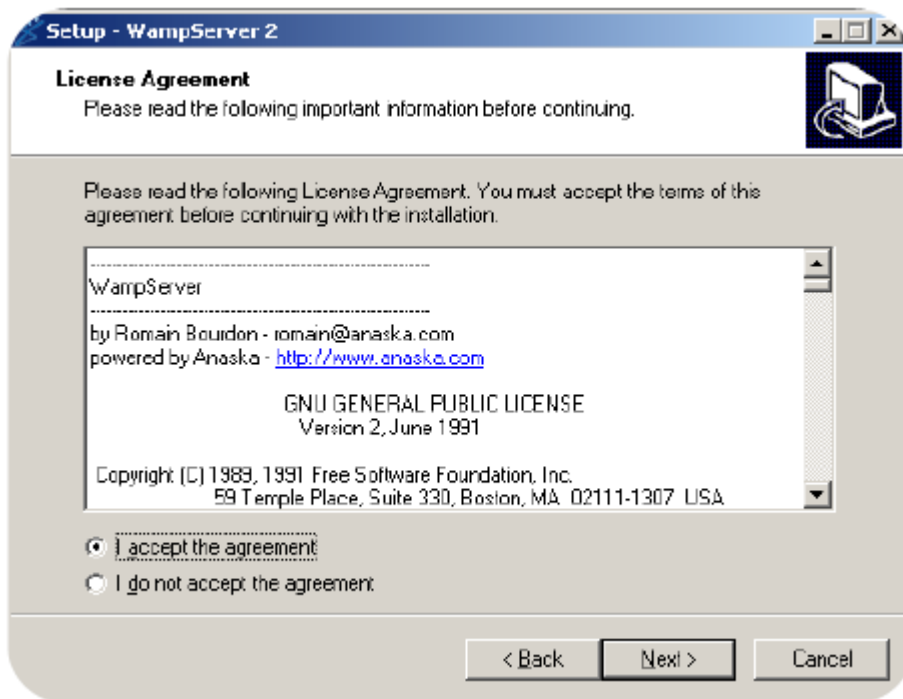 Setup - WampServer 2
License Agreement
Please read the following important information before continuing.
Please read the following License Agreement. You must accept the terms of this
agreement before continuing with the installation.
------------------------------------------------------------
WampServer
------------------------------------------------------------
by Romain Bourdon - romain@anaska.com
powered by Anaska - http://www.anaska.com
GNU GENERAL PUBLIC LICENSE
Version 2, June 1991
Copyright (C) 1989, 1991 Free Software Foundation, Inc.
59 Temple Place, Suite 330, Boston, MA 02111-1307 USA
I accept the agreement
I do not accept the agreement
< Back Next > Cancel